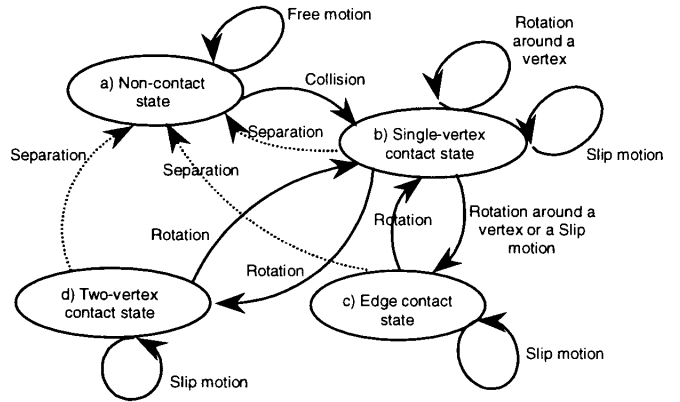 Free motion
Rotation
around a
vertex
a) Non-contact
state
Collision
Separation
b) Single-vertex
contact state
Slip motion
Separation
Separation
Rotation
Rotation around a
vertex or a Slip
motion
Rotation
Rotation
d) Two-vertex
contact state
c) Edge contact
state
Slip motion
Slip motion